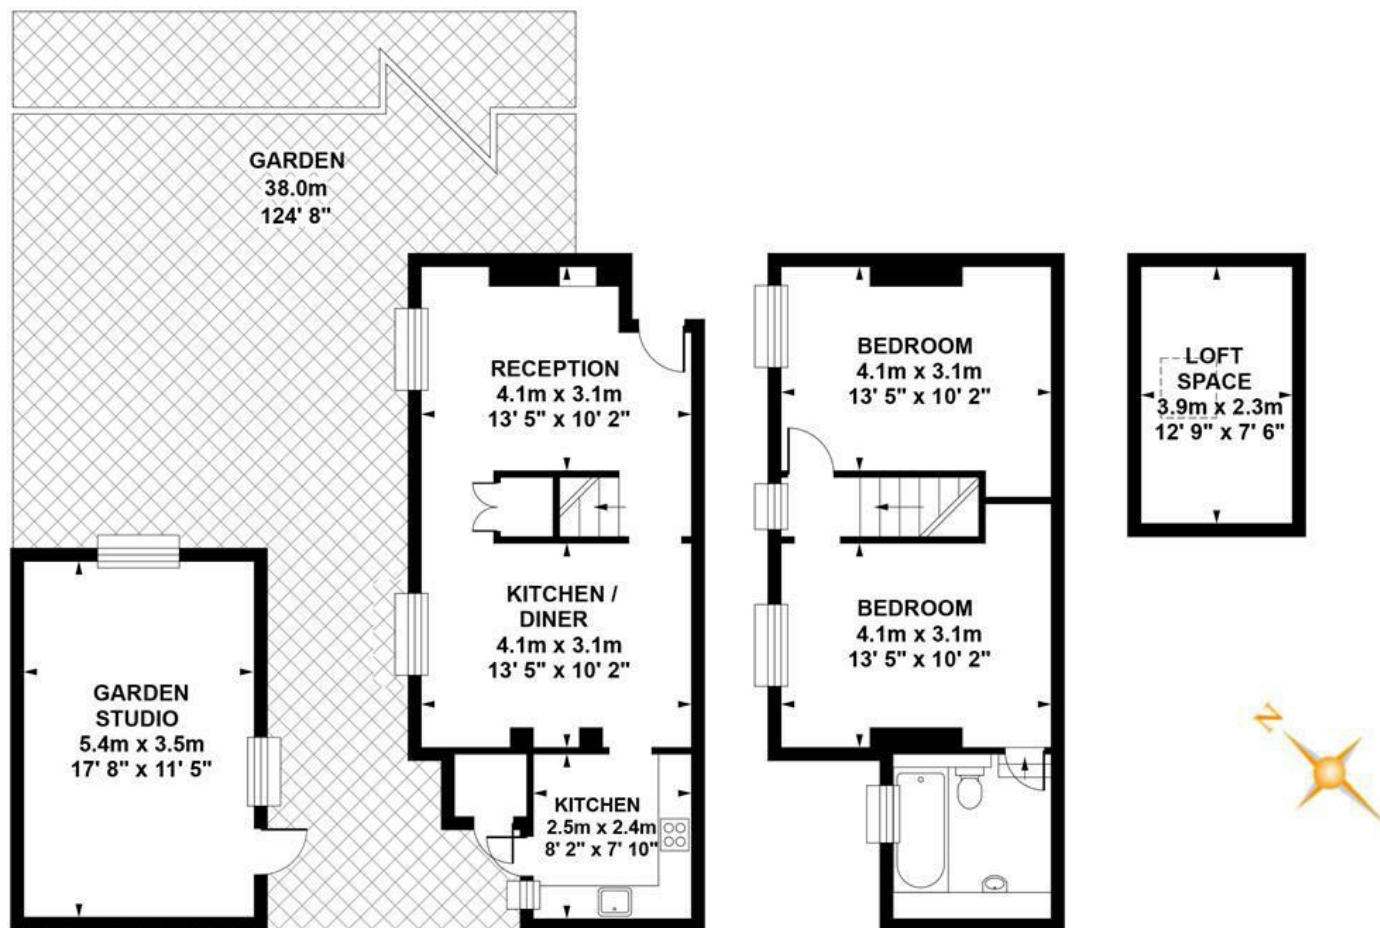 GARDEN
38.0m
124' 8"
RECEPTION
4.1m x 3.1m
13' 5" x 10' 2"
KITCHEN /
DINER
4.1m x 3.1m
13' 5" x 10' 2"
KITCHEN
2.5m x 2.4m
8' 2" x 7' 10"
GARDEN
STUDIO
5.4m x 3.5m
17' 8" x 11' 5"
BEDROOM
4.1m x 3.1m
13' 5" x 10' 2"
BEDROOM
4.1m x 3.1m
13' 5" x 10' 2"
LOFT
SPACE
3.9m x 2.3m
12' 9" x 7' 6"
N